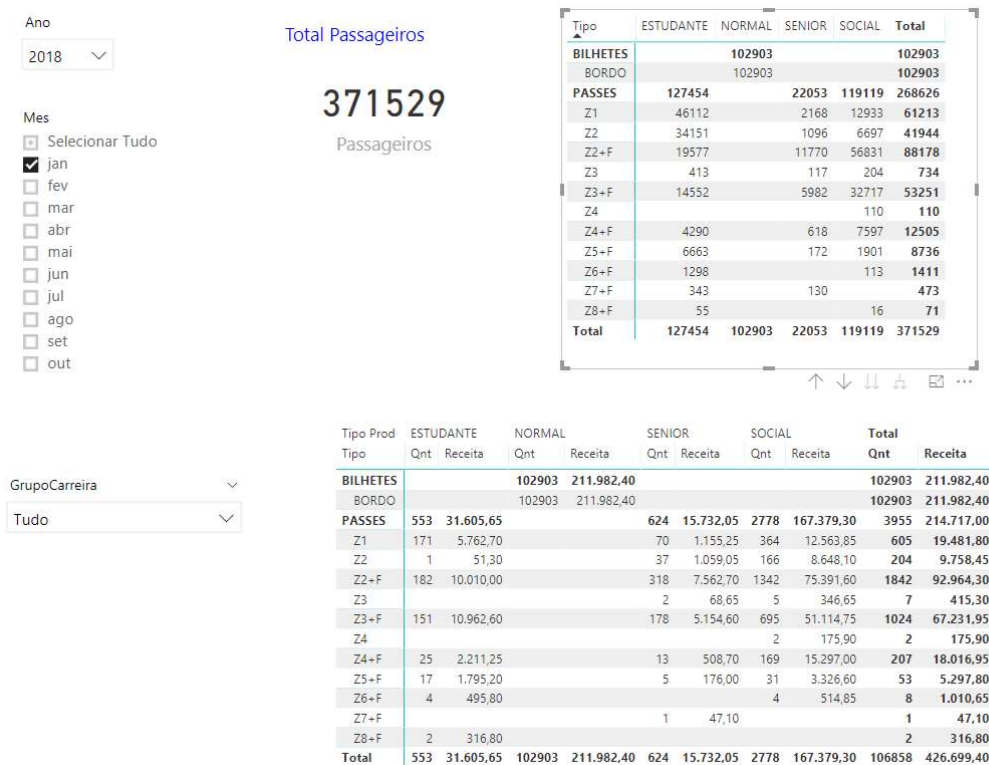 Ano
2018
Mes
Selecionar Tudo
jan
fev
mar
abr
mai
jun
jul
ago
set
out
Total Passageiros
371529
Passageiros
Tipo ESTUDANTE NORMAL SENIOR SOCIAL Total
BILHETES 102903 102903
BORDO 102903 102903
PASSES 127454 22053 119119 268626
Z1 46112 2168 12933 61213
Z2 34151 1096 6697 41944
Z2+F 19577 11770 56831 88178
Z3 413 117 204 734
Z3+F 14552 5982 32717 53251
Z4 110 110
Z4+F 4290 618 7597 12505
Z5+F 6663 172 1901 8736
Z6+F 1298 113 1411
Z7+F 343 130 473
Z8+F 55 16 71
Total 127454 102903 22053 119119 371529
GrupoCarreira
Tudo
Tipo Prod ESTUDANTE NORMAL SENIOR SOCIAL Total
Tipo Qnt Receita Qnt Receita Qnt Receita Qnt Receita Qnt Receita
BILHETES 102903 211.982,40 102903 211.982,40
BORDO 102903 211.982,40 102903 211.982,40
PASSES 553 31.605,65 624 15.732,05 2778 167.379,30 3955 214.717,00
Z1 171 5.762,70 70 1.155,25 364 12.563,85 605 19.481,80
Z2 1 51,30 37 1.059,05 166 8.648,10 204 9.758,45
Z2+F 182 10.010,00 318 7.562,70 1342 75.391,60 1842 92.964,30
Z3 2 68,65 5 346,65 7 415,30
Z3+F 151 10.962,60 178 5.154,60 695 51.114,75 1024 67.231,95
Z4 2 175,90 2 175,90
Z4+F 25 2.211,25 13 508,70 169 15.297,00 207 18.016,95
Z5+F 17 1.795,20 5 176,00 31 3.326,60 53 5.297,80
Z6+F 4 495,80 4 514,85 8 1.010,65
Z7+F 1 47,10 1 47,10
Z8+F 2 316,80 2 316,80
Total 553 31.605,65 102903 211.982,40 624 15.732,05 2778 167.379,30 106858 426.699,40